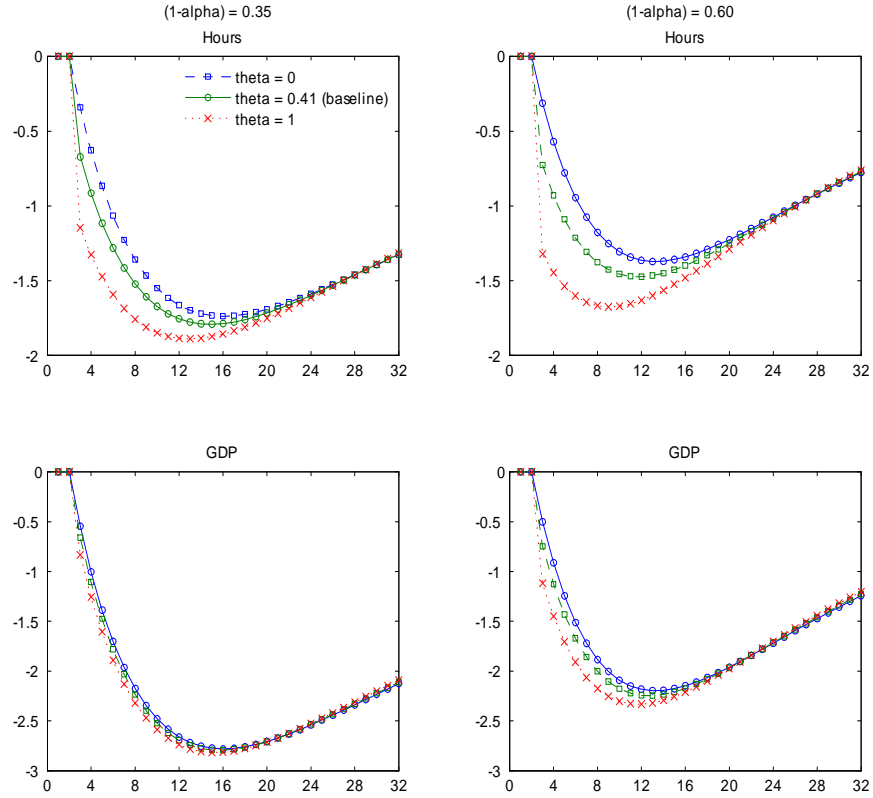 (1-alpha) = 0.35
Hours
0
-0.5
-1
-1.5
-2
0 4 8 12 16 20 24 28 32
theta = 0
theta = 0.41 (baseline)
theta = 1
(1-alpha) = 0.60
Hours
0
-0.5
-1
-1.5
-2
0 4 8 12 16 20 24 28 32
GDP
0
-0.5
-1
-1.5
-2
-2.5
-3
0 4 8 12 16 20 24 28 32
GDP
0
-0.5
-1
-1.5
-2
-2.5
-3
0 4 8 12 16 20 24 28 32